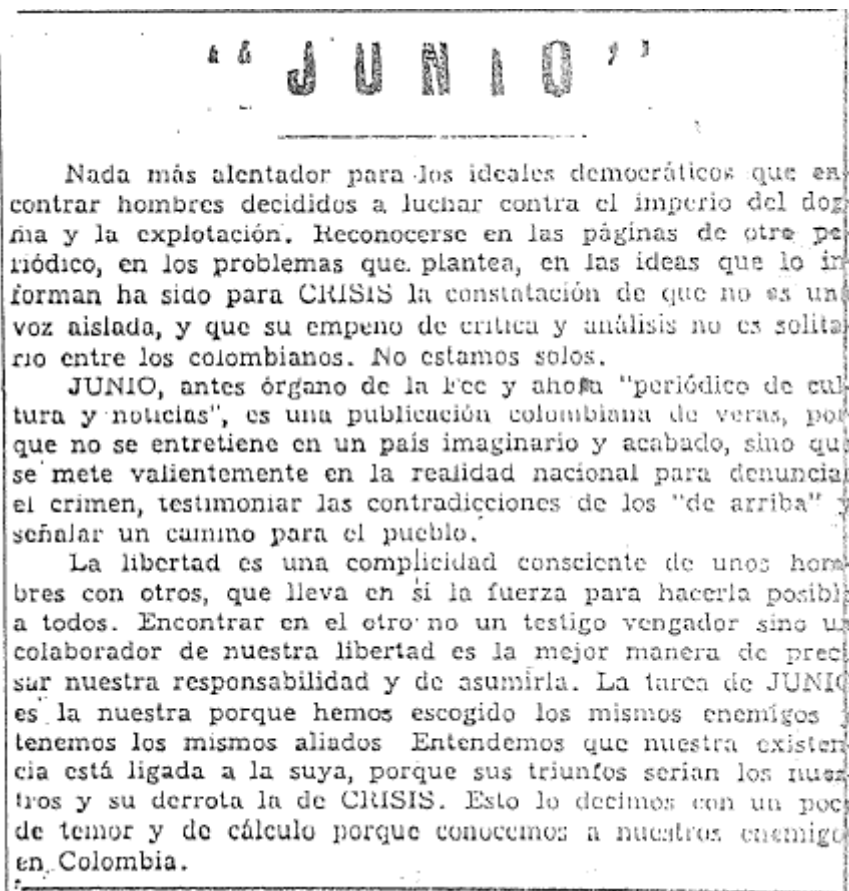 "JUNIO"
Nada más alentador para los ideales democráticos que en
contrar hombres decididos a luchar contra el imperio del dog
ma y la explotación. Reconocerse en las páginas de otro pe
riódico, en los problemas que plantea, en las ideas que lo in
forman ha sido para CRISIS la constatación de que no es una
voz aislada, y que su empeno de critica y análisis no es solita
rio entre los colombianos. No estamos solos.
JUNIO, antes órgano de la Fec y ahora "periódico de cul
tura y noticias", es una publicación colombiana de veras, por
que no se entretiene en un país imaginario y acabado, sino que
se mete valientemente en la realidad nacional para denuncia
el crimen, testimoniar las contradicciones de los "de arriba" y
señalar un camino para el pueblo.
La libertad es una complicidad consciente de unos hom
bres con otros, que lleva en si la fuerza para hacerla posibl
a todos. Encontrar en el otro no un testigo vengador sino u
colaborador de nuestra libertad es la mejor manera de preci
sar nuestra responsabilidad y de asumirla. La tarea de JUNIO
es la nuestra porque hemos escogido los mismos enemigos y
tenemos los mismos aliados Entendemos que nuestra existen
cia está ligada a la suya, porque sus triunfos serian los nues
tros y su derrota la de CRISIS. Esto lo decimos con un poc
de temor y de cálculo porque conocemos a nuestros enemigo
en Colombia.